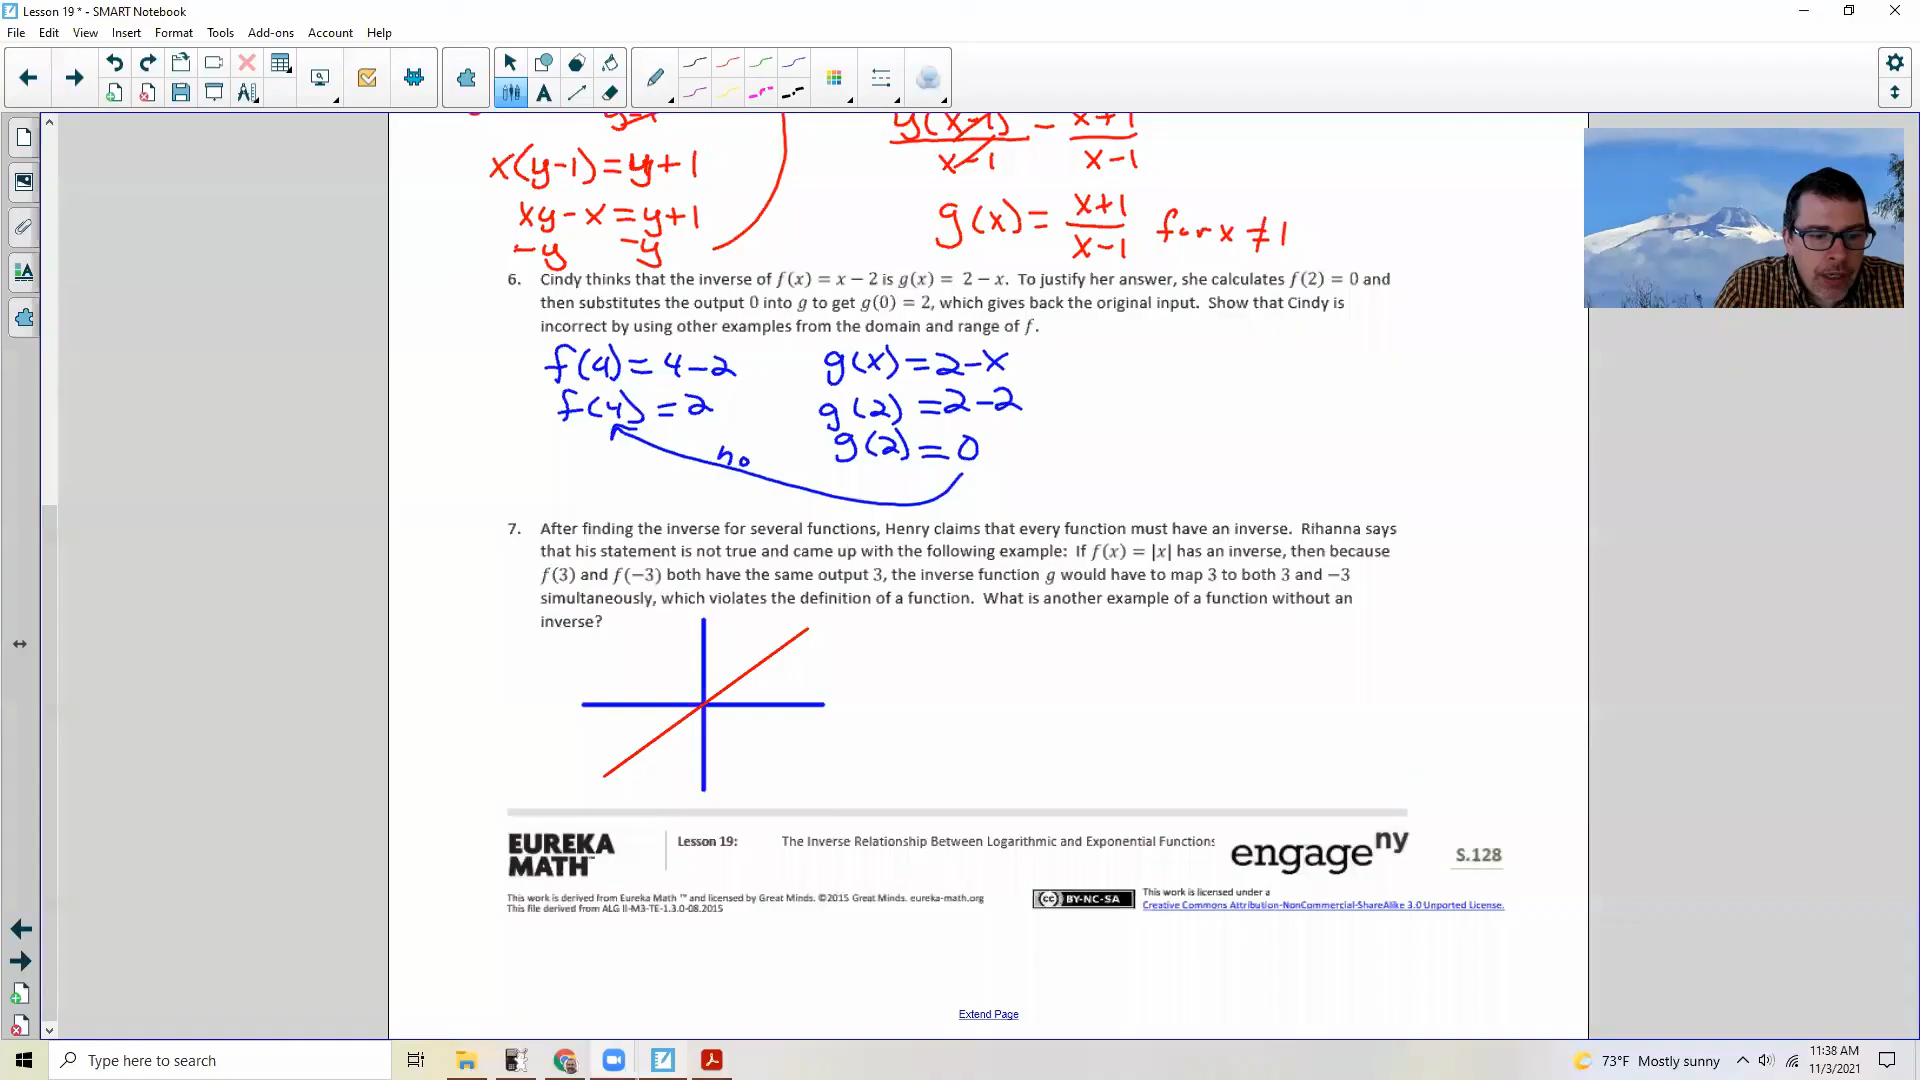 Lesson 19 * - SMART Notebook
File Edit View Insert Format Tools Add-ons Account Help
x(y-1)=y+1
xy-x=y+1
-y -y
y(x-1) - x+1
x-1 x-1
g(x)= x+1 for x≠1
x-1
6. Cindy thinks that the inverse of f(x) = x − 2 is g(x) = 2 − x. To justify her answer, she calculates f(2) = 0 and
then substitutes the output 0 into g to get g(0) = 2, which gives back the original input. Show that Cindy is
incorrect by using other examples from the domain and range of f.
f(4)=4-2 g(x)=2-x
f(4)=2 g(2)=2-2
g(2)=0
no
7. After finding the inverse for several functions, Henry claims that every function must have an inverse. Rihanna says
that his statement is not true and came up with the following example: If f(x) = |x| has an inverse, then because
f(3) and f(−3) both have the same output 3, the inverse function g would have to map 3 to both 3 and −3
simultaneously, which violates the definition of a function. What is another example of a function without an
inverse?
EUREKA
MATH™
Lesson 19: The Inverse Relationship Between Logarithmic and Exponential Functions
engage ny
S.128
This work is derived from Eureka Math ™ and licensed by Great Minds. ©2015 Great Minds. eureka-math.org
This file derived from ALG II-M3-TE-1.3.0-08.2015
(cc) BY-NC-SA
This work is licensed under a
Creative Commons Attribution-NonCommercial-ShareAlike 3.0 Unported License.
Extend Page
Type here to search
73°F Mostly sunny
11:38 AM
11/3/2021